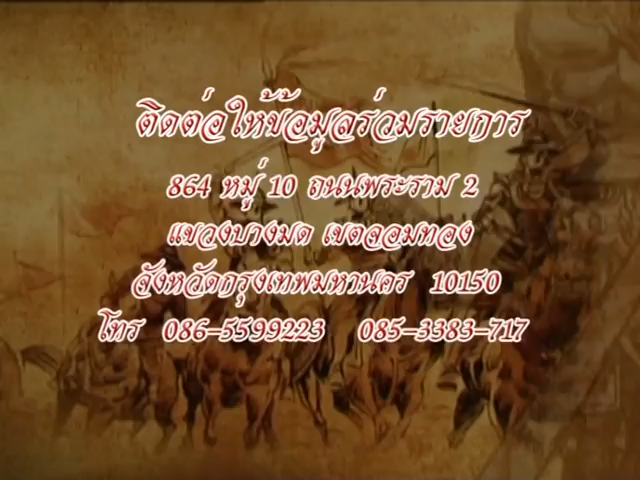 ติดต่อให้ข้อมูลร่วมรายการ
864 หมู่ 10 ถนนพระราม 2
แขวงบางมด เขตจอมทอง
จังหวัดกรุงเทพมหานคร 10150
โทร 086-5599223 085-3383-717